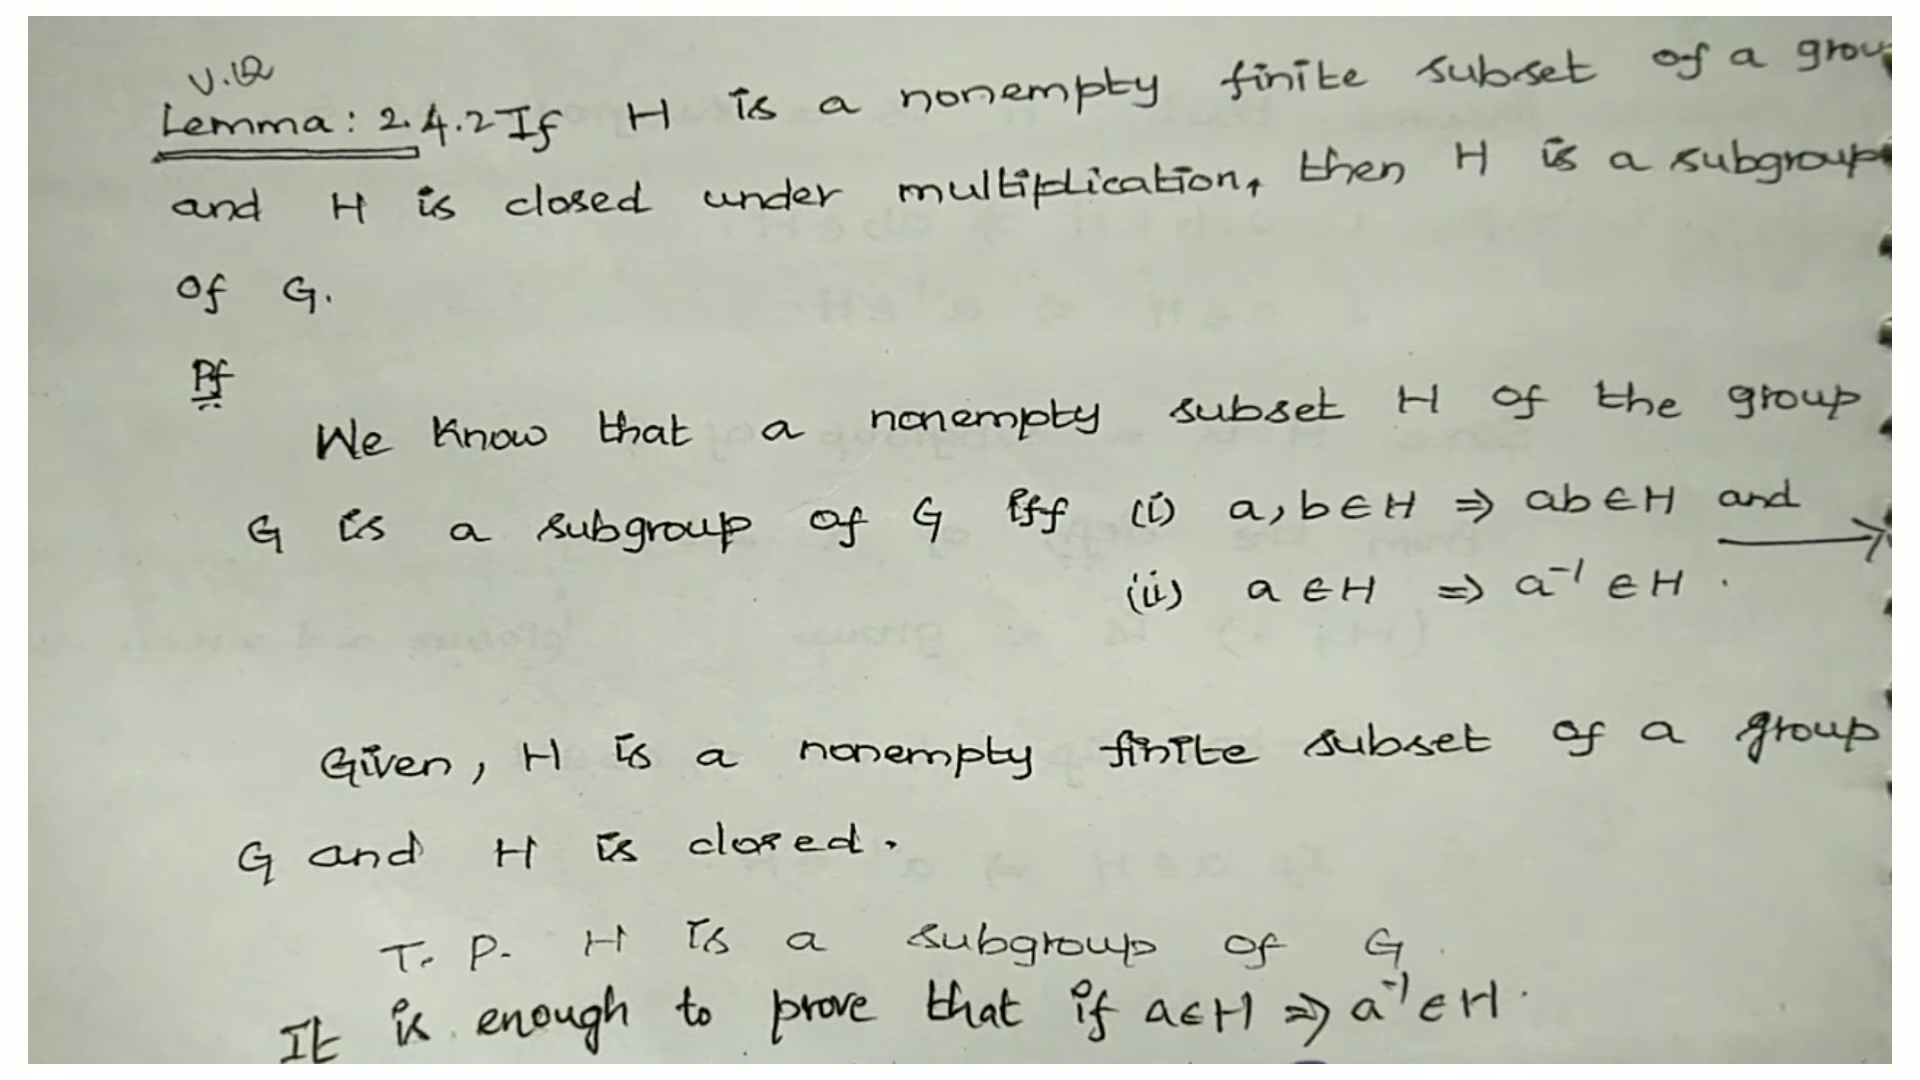 Lemma: 2.4.2 If H is a nonempty finite subset of a grou
and H is closed under multiplication, then H is a subgroup
of G.
Pf
We know that a nonempty subset H of the group
G is a subgroup of G iff (i) a, b ∈ H ⇒ ab ∈ H and
(ii) a ∈ H ⇒ a⁻¹ ∈ H.
Given, H is a nonempty finite subset of a group
G and H is closed.
T. P. H is a subgroup of G.
It is enough to prove that if a ∈ H ⇒ a⁻¹ ∈ H.